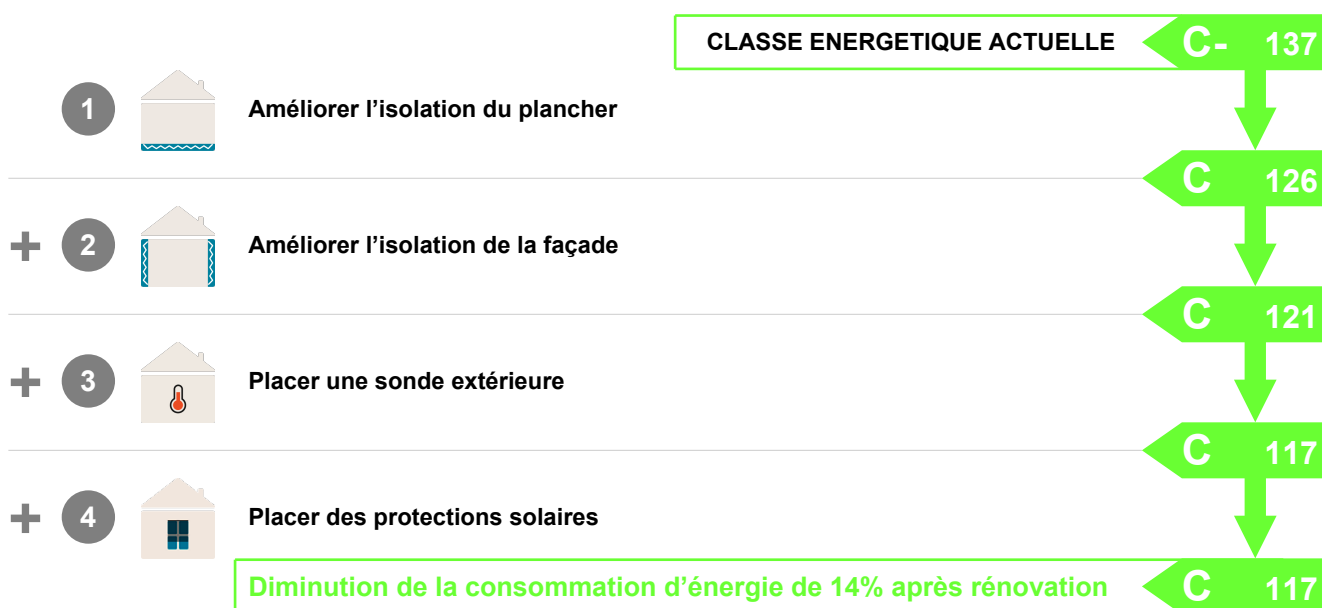 CLASSE ENERGETIQUE ACTUELLE C- 137
1 Améliorer l’isolation du plancher
C 126
+ 2 Améliorer l’isolation de la façade
C 121
+ 3 Placer une sonde extérieure
C 117
+ 4 Placer des protections solaires
Diminution de la consommation d’énergie de 14% après rénovation C 117